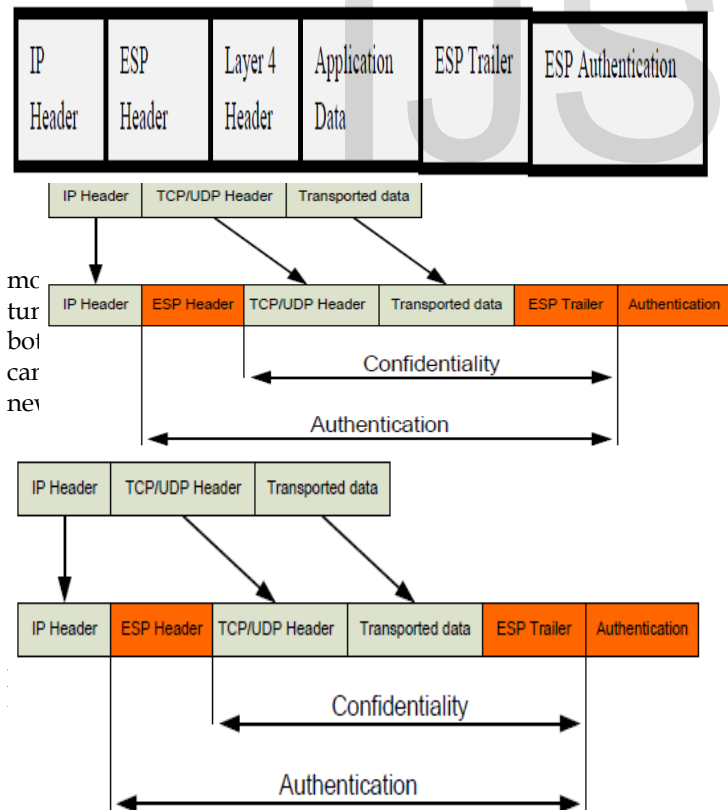 IJS
IP Header ESP Header Layer 4 Header Application Data ESP Trailer ESP Authentication
IP Header TCP/UDP Header Transported data
IP Header ESP Header TCP/UDP Header Transported data ESP Trailer Authentication
Confidentiality
Authentication
IP Header TCP/UDP Header Transported data
IP Header ESP Header TCP/UDP Header Transported data ESP Trailer Authentication
Confidentiality
Authentication